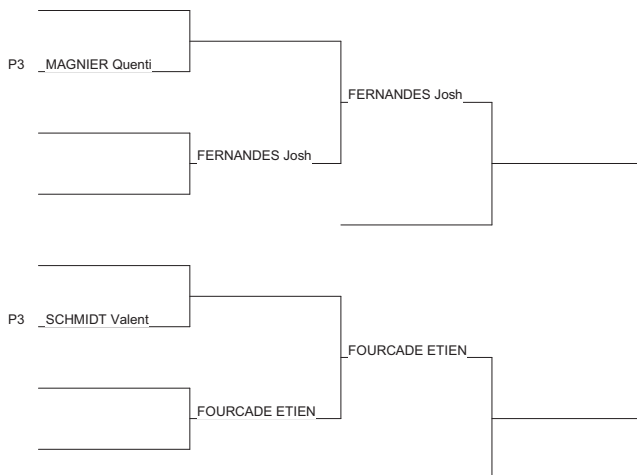 P3 MAGNIER Quenti
FERNANDES Josh
FERNANDES Josh
P3 SCHMIDT Valent
FOURCADE ETIEN
FOURCADE ETIEN